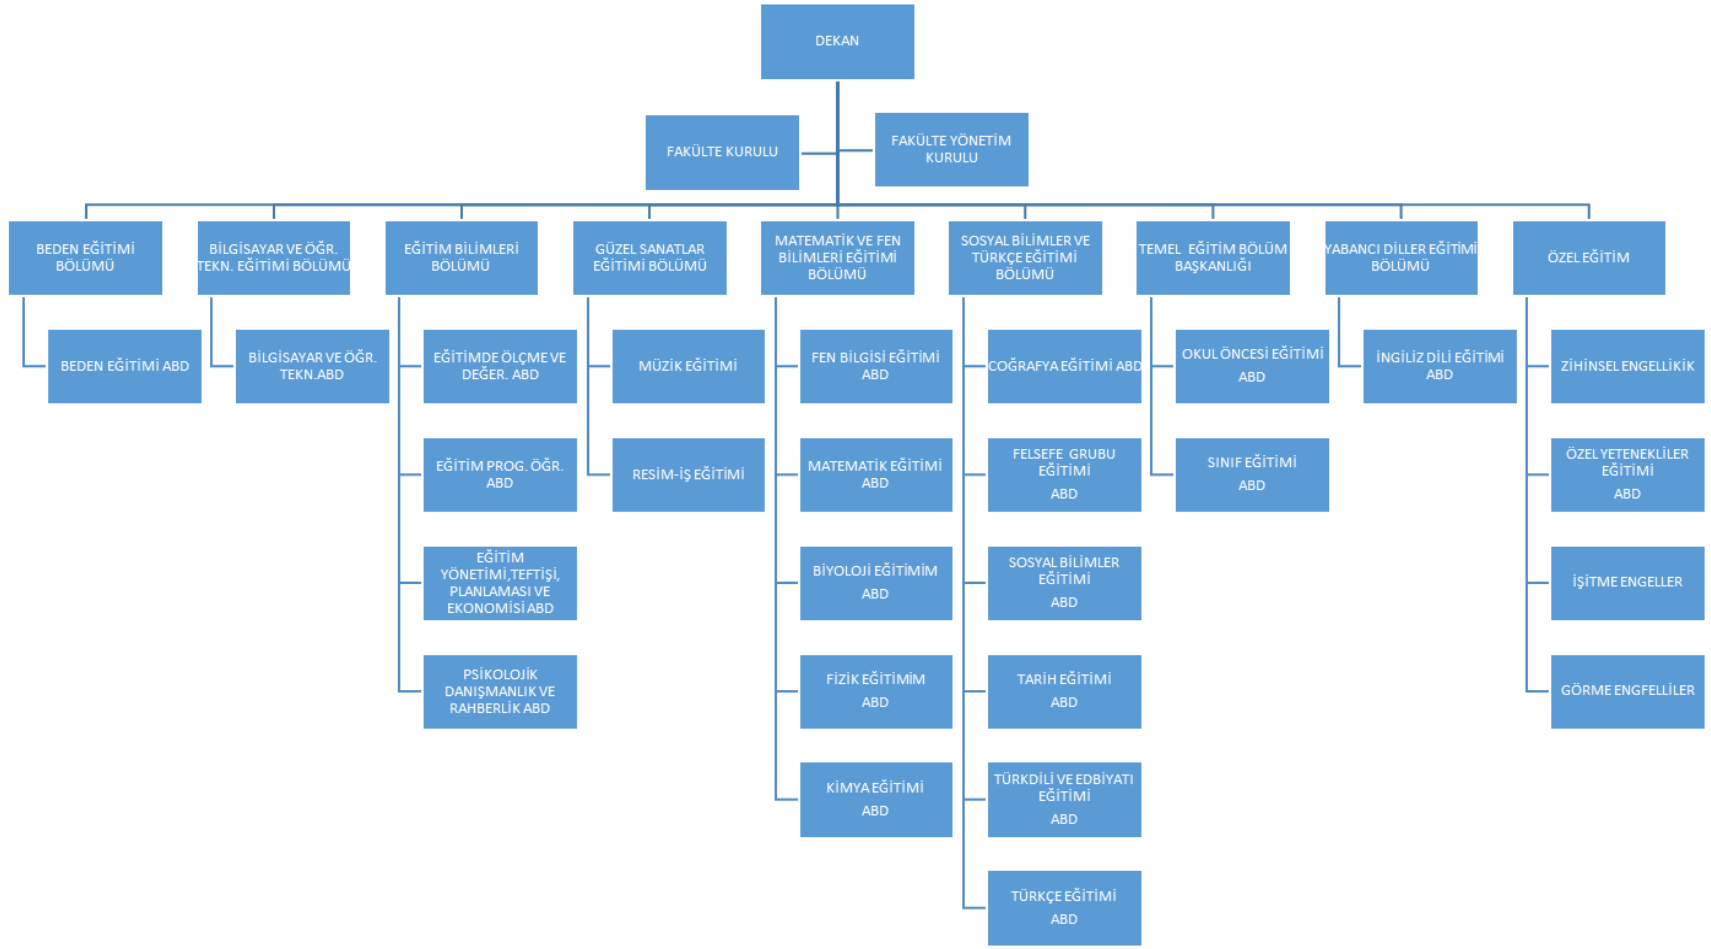 DEKAN
FAKÜLTE KURULU
FAKÜLTE YÖNETİM
KURULU
BEDEN EĞİTİMİ
BÖLÜMÜ
BİLGİSAYAR VE ÖĞR.
TEKN. EĞİTİMİ BÖLÜMÜ
EĞİTİM BİLİMLERİ
BÖLÜMÜ
GÜZEL SANATLAR
EĞİTİMİ BÖLÜMÜ
MATEMATİK VE FEN
BİLİMLERİ EĞİTİMİ
BÖLÜMÜ
SOSYAL BİLİMLER VE
TÜRKÇE EĞİTİMİ
BÖLÜMÜ
TEMEL EĞİTİM BÖLÜM
BAŞKANLIĞI
YABANCI DİLLER EĞİTİMİ
BÖLÜMÜ
ÖZEL EĞİTİM
BEDEN EĞİTİMİ ABD
BİLGİSAYAR VE ÖĞR.
TEKN.ABD
EĞİTİMDE ÖLÇME VE
DEĞER. ABD
EĞİTİM PROG. ÖĞR.
ABD
EĞİTİM
YÖNETİMİ,TEFTİŞİ,
PLANLAMASI VE
EKONOMİSİ ABD
PSİKOLOJİK
DANIŞMANLIK VE
RAHBERLİK ABD
MÜZİK EĞİTİMİ
RESİM-İŞ EĞİTİMİ
FEN BİLGİSİ EĞİTİMİ
ABD
MATEMATİK EĞİTİMİ
ABD
BİYOLOJİ EĞİTİMİM
ABD
FİZİK EĞİTİMİM
ABD
KİMYA EĞİTİMİ
ABD
COĞRAFYA EĞİTİMİ ABD
FELSEFE GRUBU
EĞİTİMİ
ABD
SOSYAL BİLİMLER
EĞİTİMİ
ABD
TARİH EĞİTİMİ
ABD
TÜRKDİLİ VE EDBİYATI
EĞİTİMİ
ABD
TÜRKÇE EĞİTİMİ
ABD
OKUL ÖNCESİ EĞİTİMİ
ABD
SINIF EĞİTİMİ
ABD
İNGİLİZ DİLİ EĞİTİMİ
ABD
ZİHİNSEL ENGELLİKİK
ÖZEL YETENEKLİLER
EĞİTİMİ
ABD
İŞİTME ENGELLER
GÖRME ENGFELLİLER